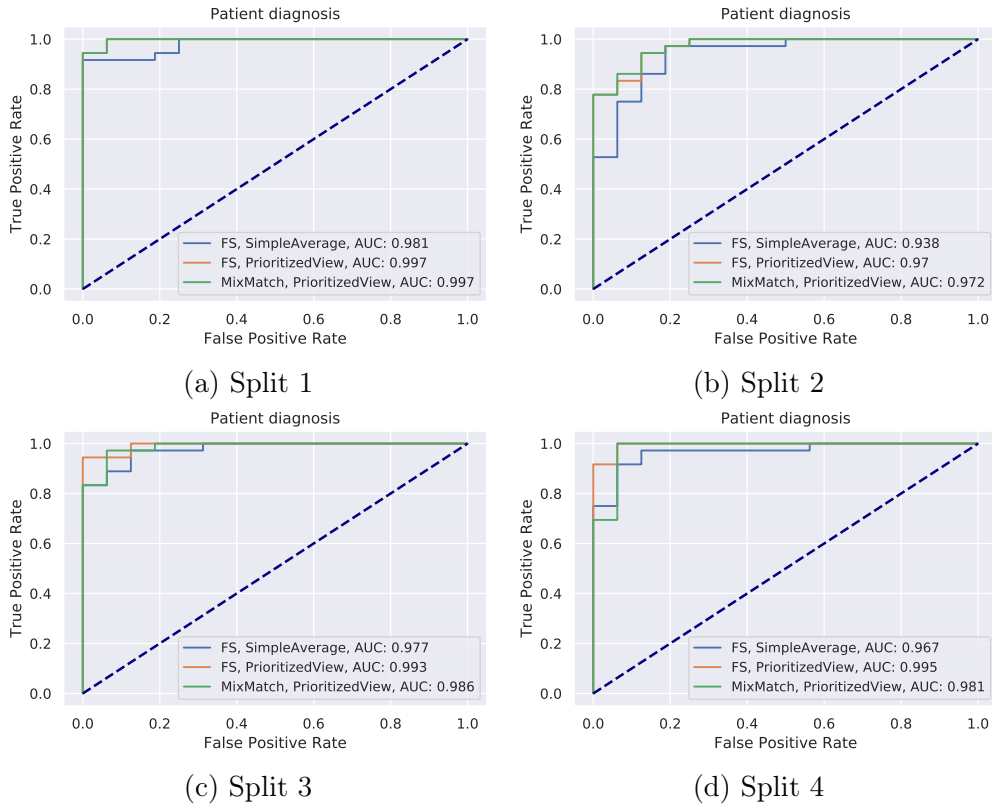 Patient diagnosis
True Positive Rate
1.0
0.8
0.6
0.4
0.2
0.0
FS, SimpleAverage, AUC: 0.981
FS, PrioritizedView, AUC: 0.997
MixMatch, PrioritizedView, AUC: 0.997
0.0 0.2 0.4 0.6 0.8 1.0
False Positive Rate
(a) Split 1
Patient diagnosis
True Positive Rate
1.0
0.8
0.6
0.4
0.2
0.0
FS, SimpleAverage, AUC: 0.938
FS, PrioritizedView, AUC: 0.97
MixMatch, PrioritizedView, AUC: 0.972
0.0 0.2 0.4 0.6 0.8 1.0
False Positive Rate
(b) Split 2
Patient diagnosis
True Positive Rate
1.0
0.8
0.6
0.4
0.2
0.0
FS, SimpleAverage, AUC: 0.977
FS, PrioritizedView, AUC: 0.993
MixMatch, PrioritizedView, AUC: 0.986
0.0 0.2 0.4 0.6 0.8 1.0
False Positive Rate
(c) Split 3
Patient diagnosis
True Positive Rate
1.0
0.8
0.6
0.4
0.2
0.0
FS, SimpleAverage, AUC: 0.967
FS, PrioritizedView, AUC: 0.995
MixMatch, PrioritizedView, AUC: 0.981
0.0 0.2 0.4 0.6 0.8 1.0
False Positive Rate
(d) Split 4